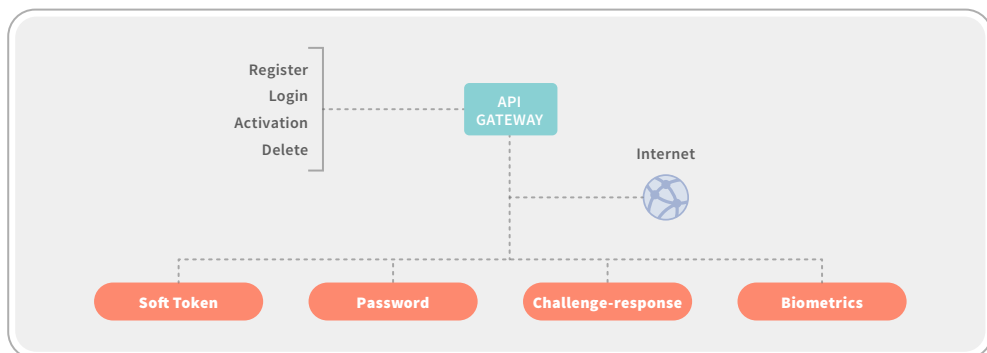 Register
Login
Activation
Delete
API
GATEWAY
Internet
Soft Token
Password
Challenge-response
Biometrics